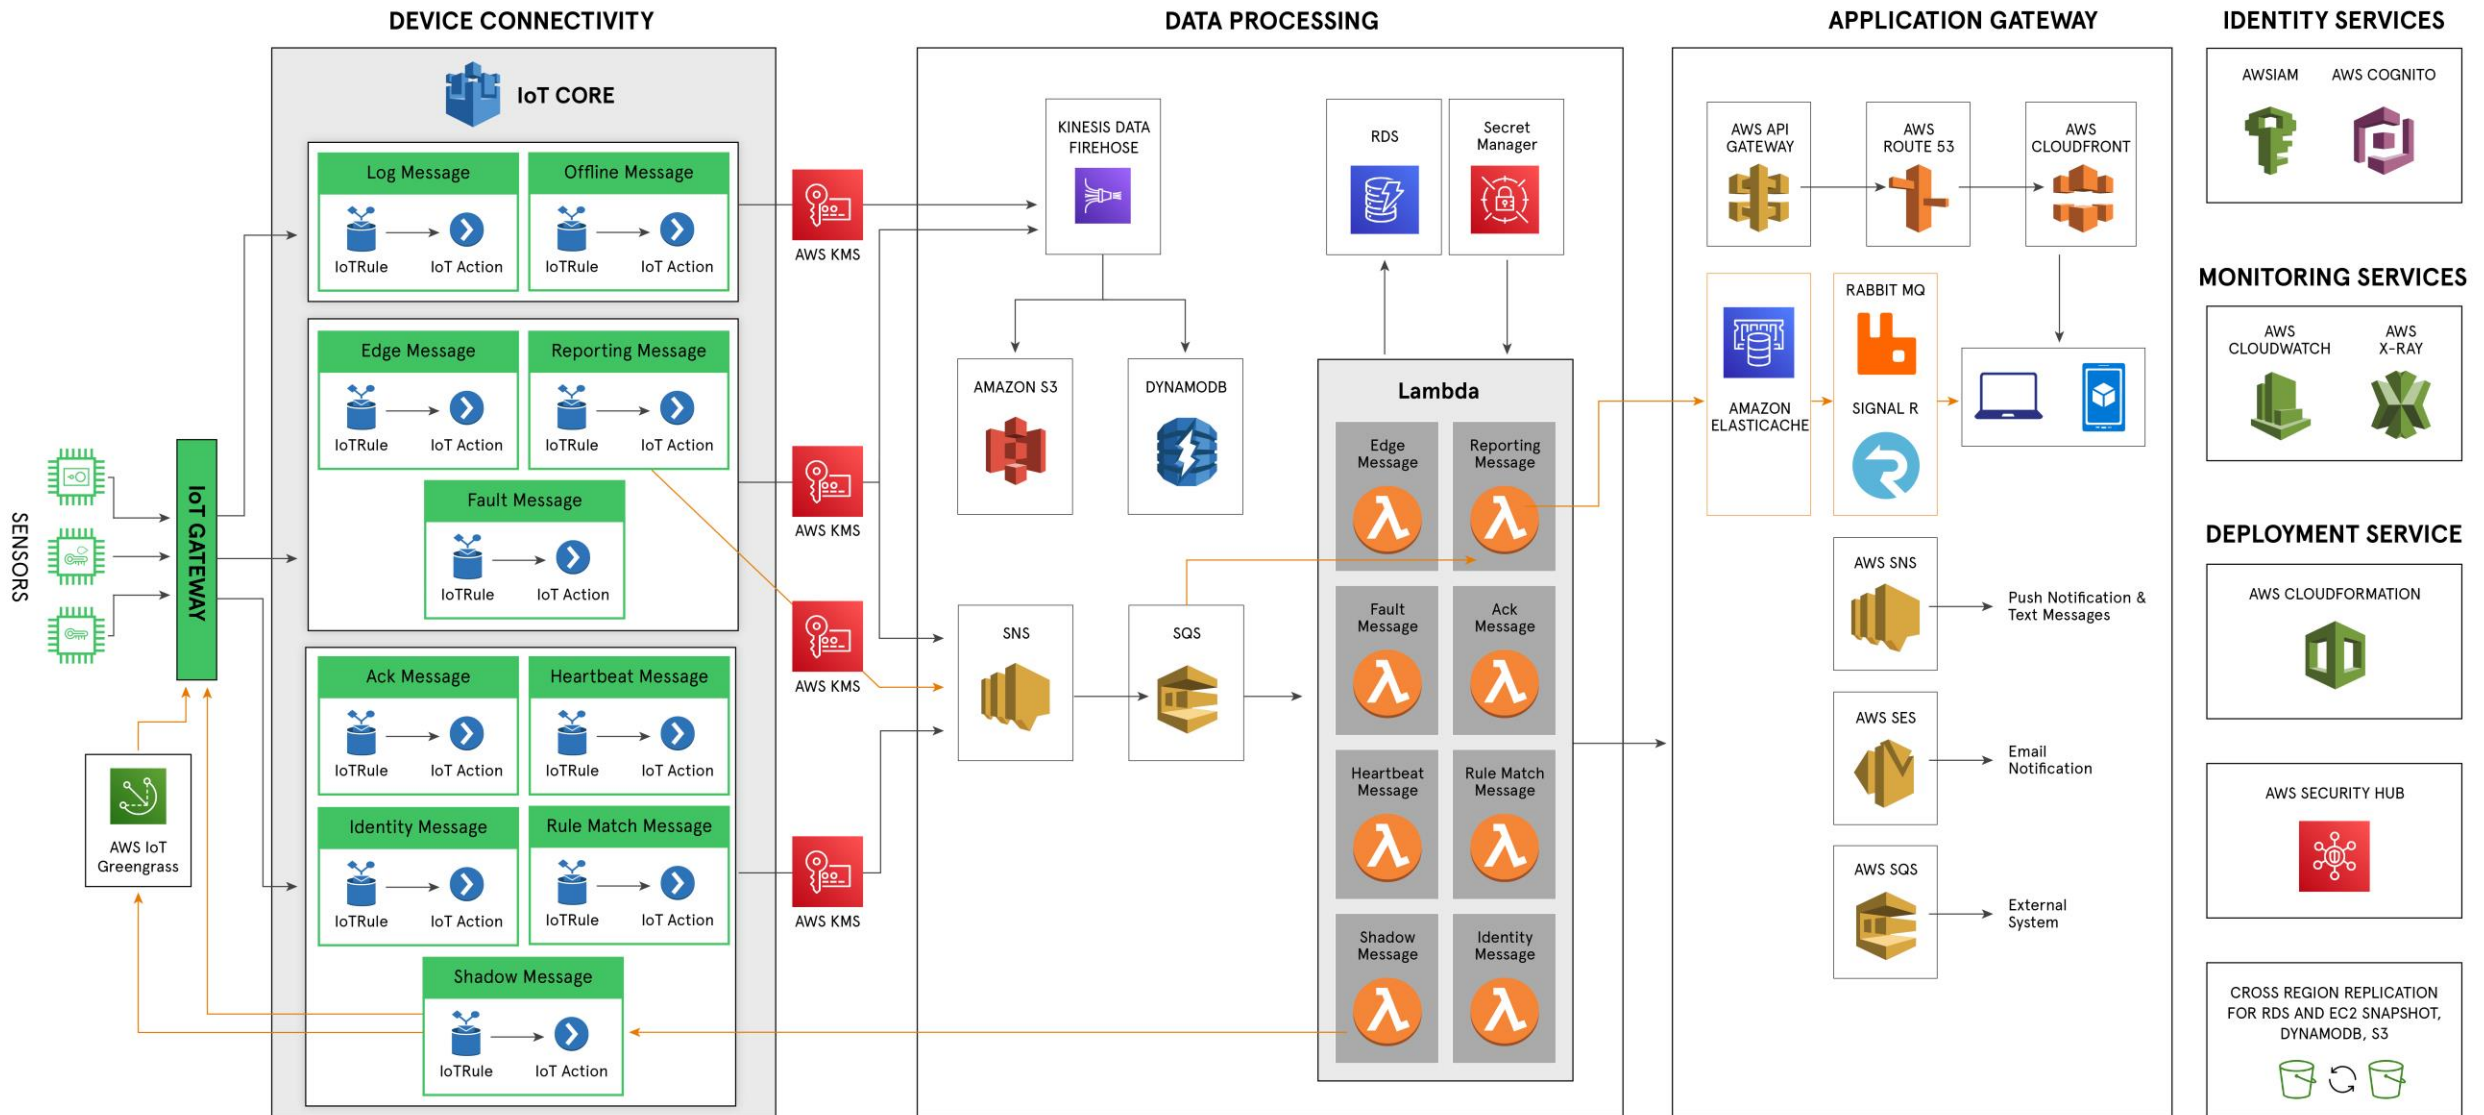 DEVICE CONNECTIVITY
DATA PROCESSING
APPLICATION GATEWAY
IDENTITY SERVICES
IoT CORE
Log Message
IoTRule
IoT Action
Offline Message
IoTRule
IoT Action
Edge Message
IoTRule
IoT Action
Reporting Message
IoTRule
IoT Action
Fault Message
IoTRule
IoT Action
Ack Message
IoTRule
IoT Action
Heartbeat Message
IoTRule
IoT Action
Identity Message
IoTRule
IoT Action
Rule Match Message
IoTRule
IoT Action
Shadow Message
IoTRule
IoT Action
SENSORS
IoT GATEWAY
AWS IoT
Greengrass
AWS KMS
AWS KMS
AWS KMS
AWS KMS
KINESIS DATA
FIREHOSE
RDS
Secret
Manager
AMAZON S3
DYNAMODB
SNS
SQS
Lambda
Edge
Message
Reporting
Message
Fault
Message
Ack
Message
Heartbeat
Message
Rule Match
Message
Shadow
Message
Identity
Message
AWS API
GATEWAY
AWS
ROUTE 53
AWS
CLOUDFRONT
AMAZON
ELASTICACHE
RABBIT MQ
SIGNAL R
AWS SNS
Push Notification &
Text Messages
AWS SES
Email
Notification
AWS SQS
External
System
AWSIAM
AWS COGNITO
MONITORING SERVICES
AWS
CLOUDWATCH
AWS
X-RAY
DEPLOYMENT SERVICE
AWS CLOUDFORMATION
AWS SECURITY HUB
CROSS REGION REPLICATION
FOR RDS AND EC2 SNAPSHOT,
DYNAMODB, S3